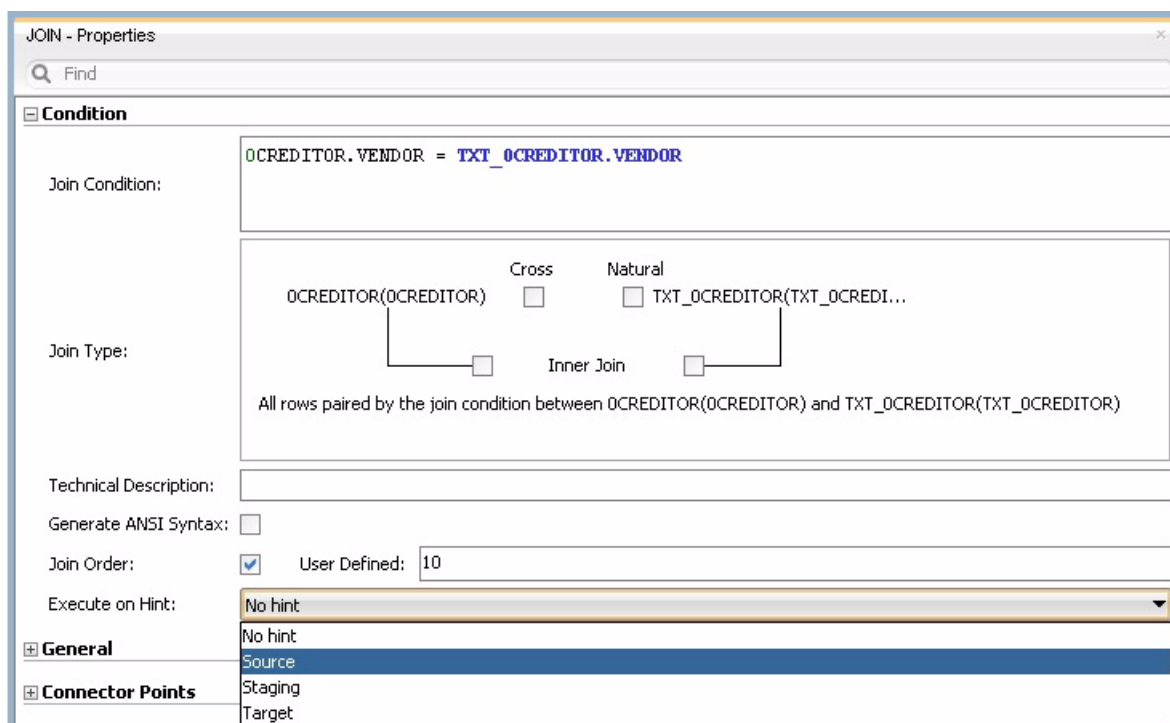 JOIN - Properties
Find
Condition
Join Condition:
0CREDITOR.VENDOR = TXT_0CREDITOR.VENDOR
Join Type:
Cross
Natural
0CREDITOR(0CREDITOR)
TXT_0CREDITOR(TXT_0CREDI...
Inner Join
All rows paired by the join condition between 0CREDITOR(0CREDITOR) and TXT_0CREDITOR(TXT_0CREDITOR)
Technical Description:
Generate ANSI Syntax:
Join Order:
User Defined: 10
Execute on Hint:
No hint
General
No hint
Source
Connector Points
Staging
Target